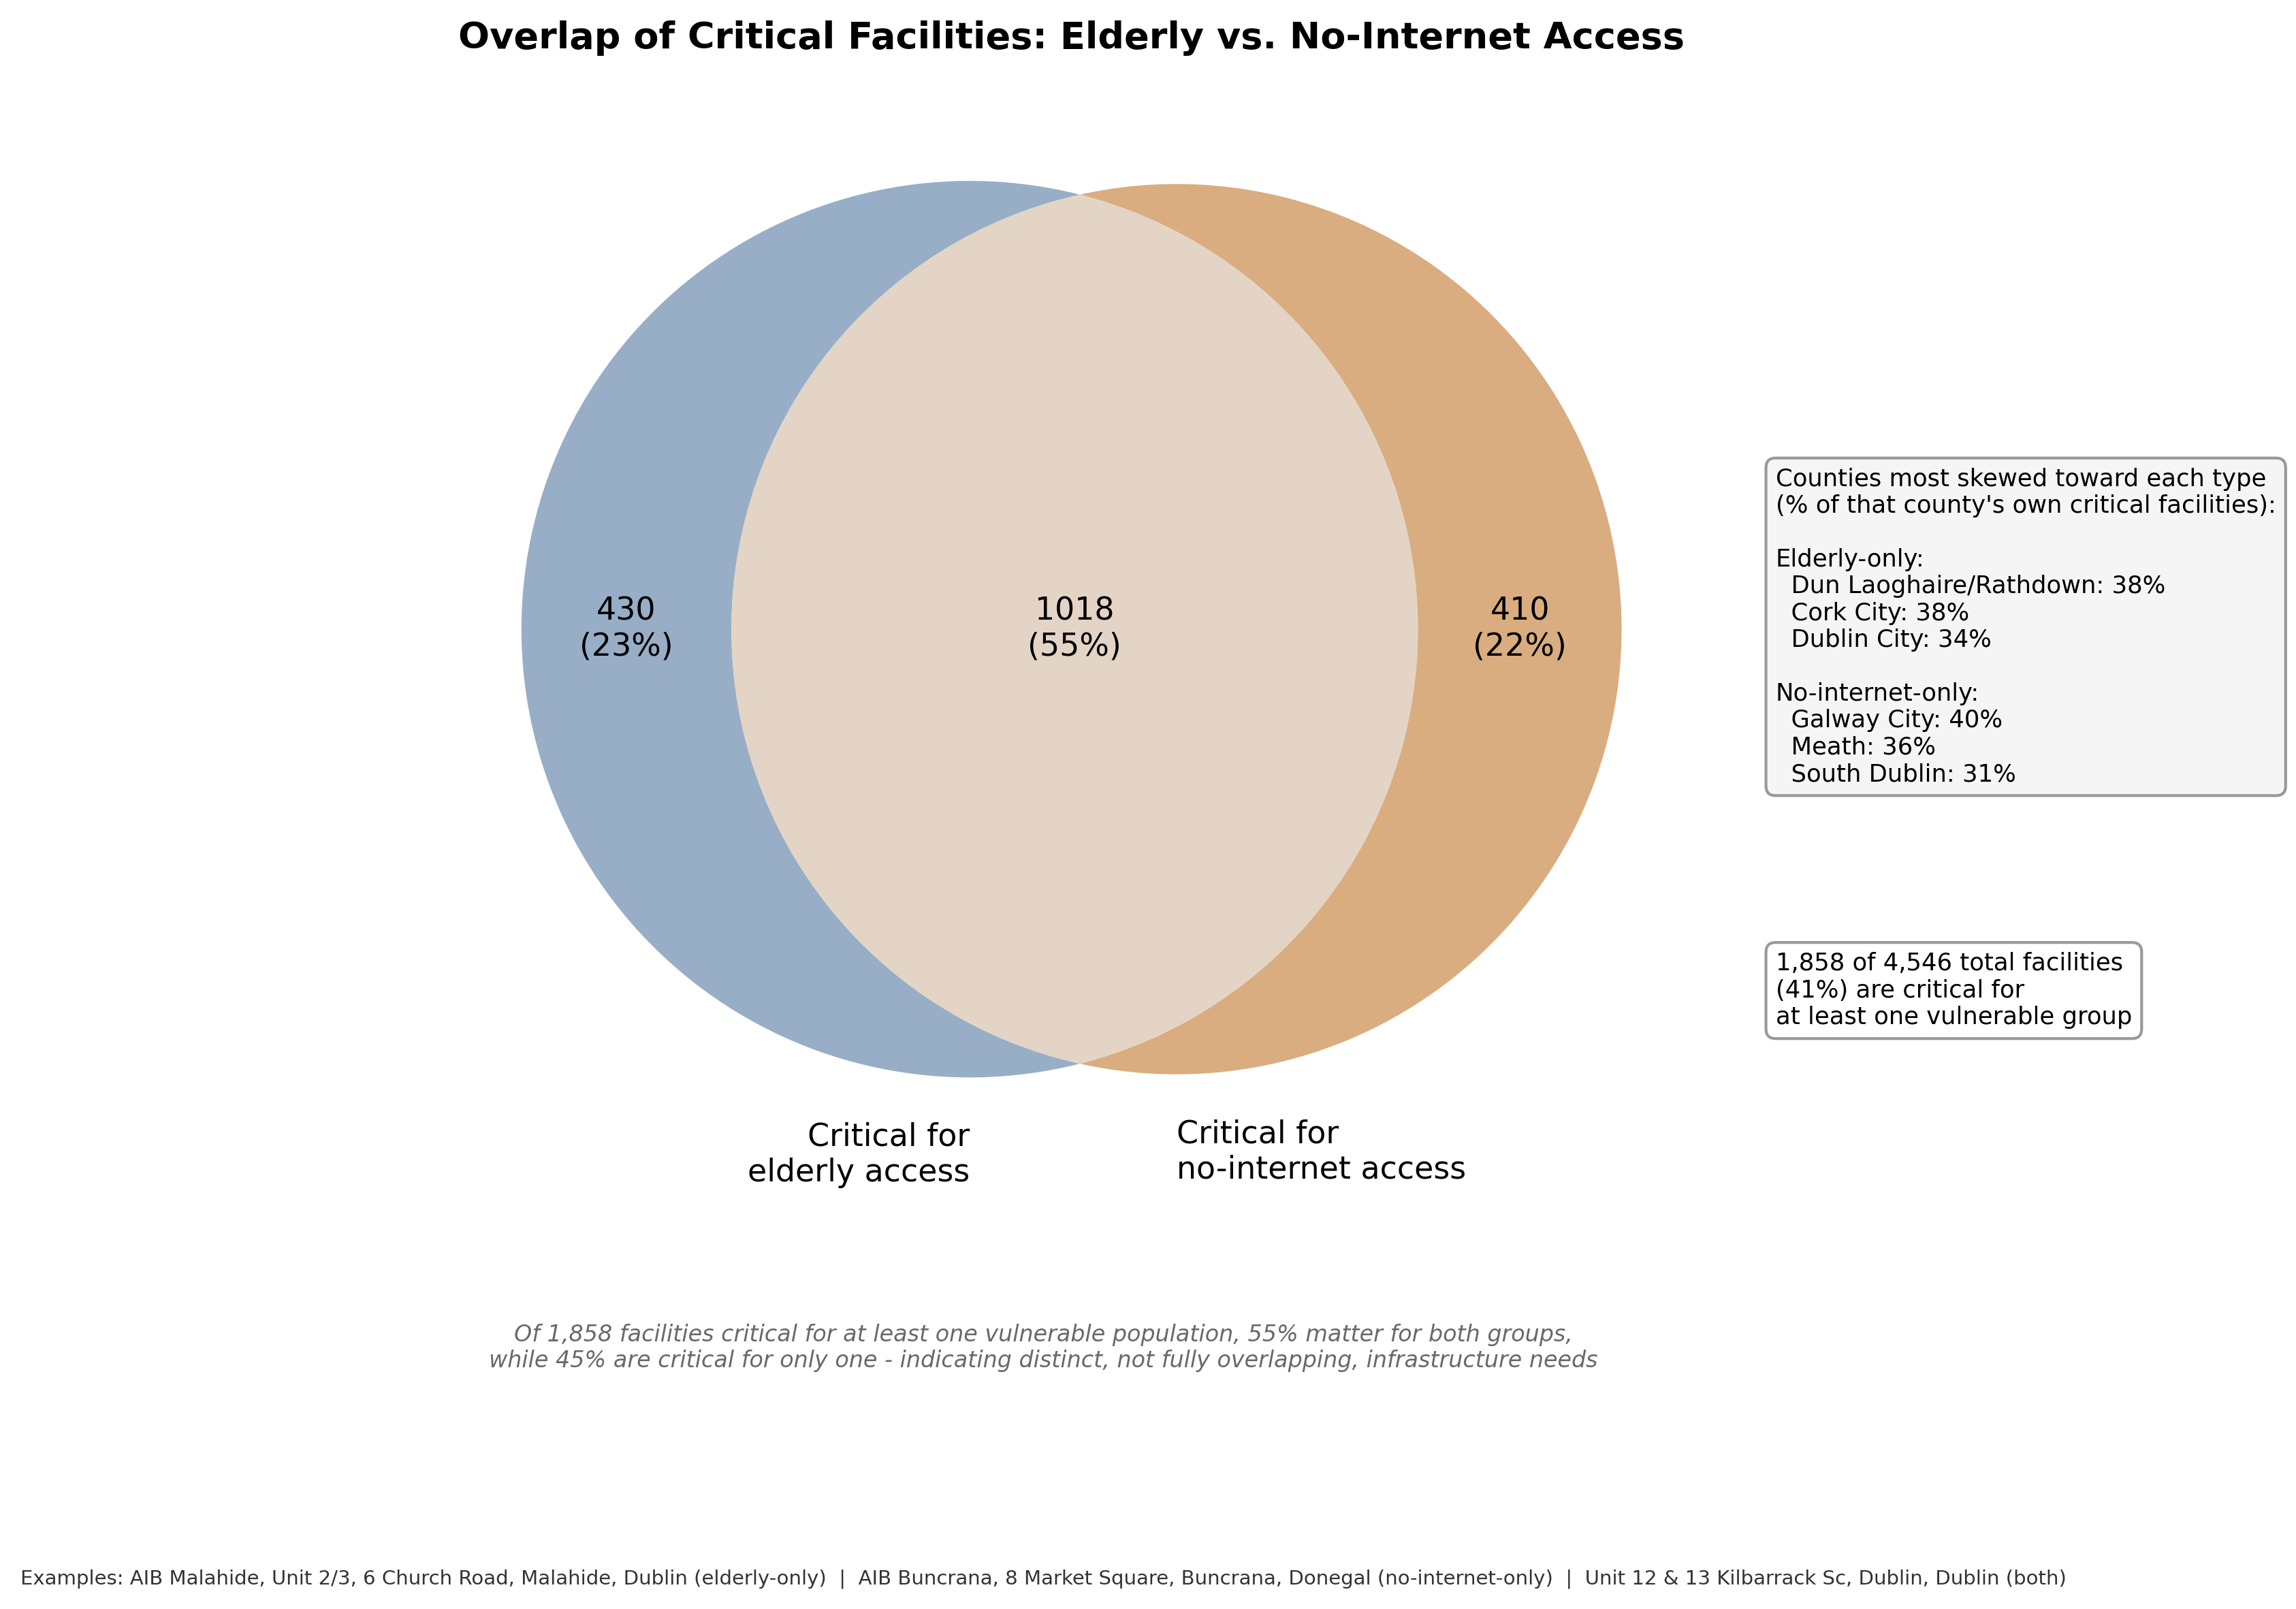 Overlap of Critical Facilities: Elderly vs. No-Internet Access
430
(23%)
1018
(55%)
410
(22%)
Counties most skewed toward each type
(% of that county's own critical facilities):
Elderly-only:
Dun Laoghaire/Rathdown: 38%
Cork City: 38%
Dublin City: 34%
No-internet-only:
Galway City: 40%
Meath: 36%
South Dublin: 31%
1,858 of 4,546 total facilities
(41%) are critical for
at least one vulnerable group
Critical for
elderly access
Critical for
no-internet access
Of 1,858 facilities critical for at least one vulnerable population, 55% matter for both groups,
while 45% are critical for only one - indicating distinct, not fully overlapping, infrastructure needs
Examples: AIB Malahide, Unit 2/3, 6 Church Road, Malahide, Dublin (elderly-only) | AIB Buncrana, 8 Market Square, Buncrana, Donegal (no-internet-only) | Unit 12 & 13 Kilbarrack Sc, Dublin, Dublin (both)